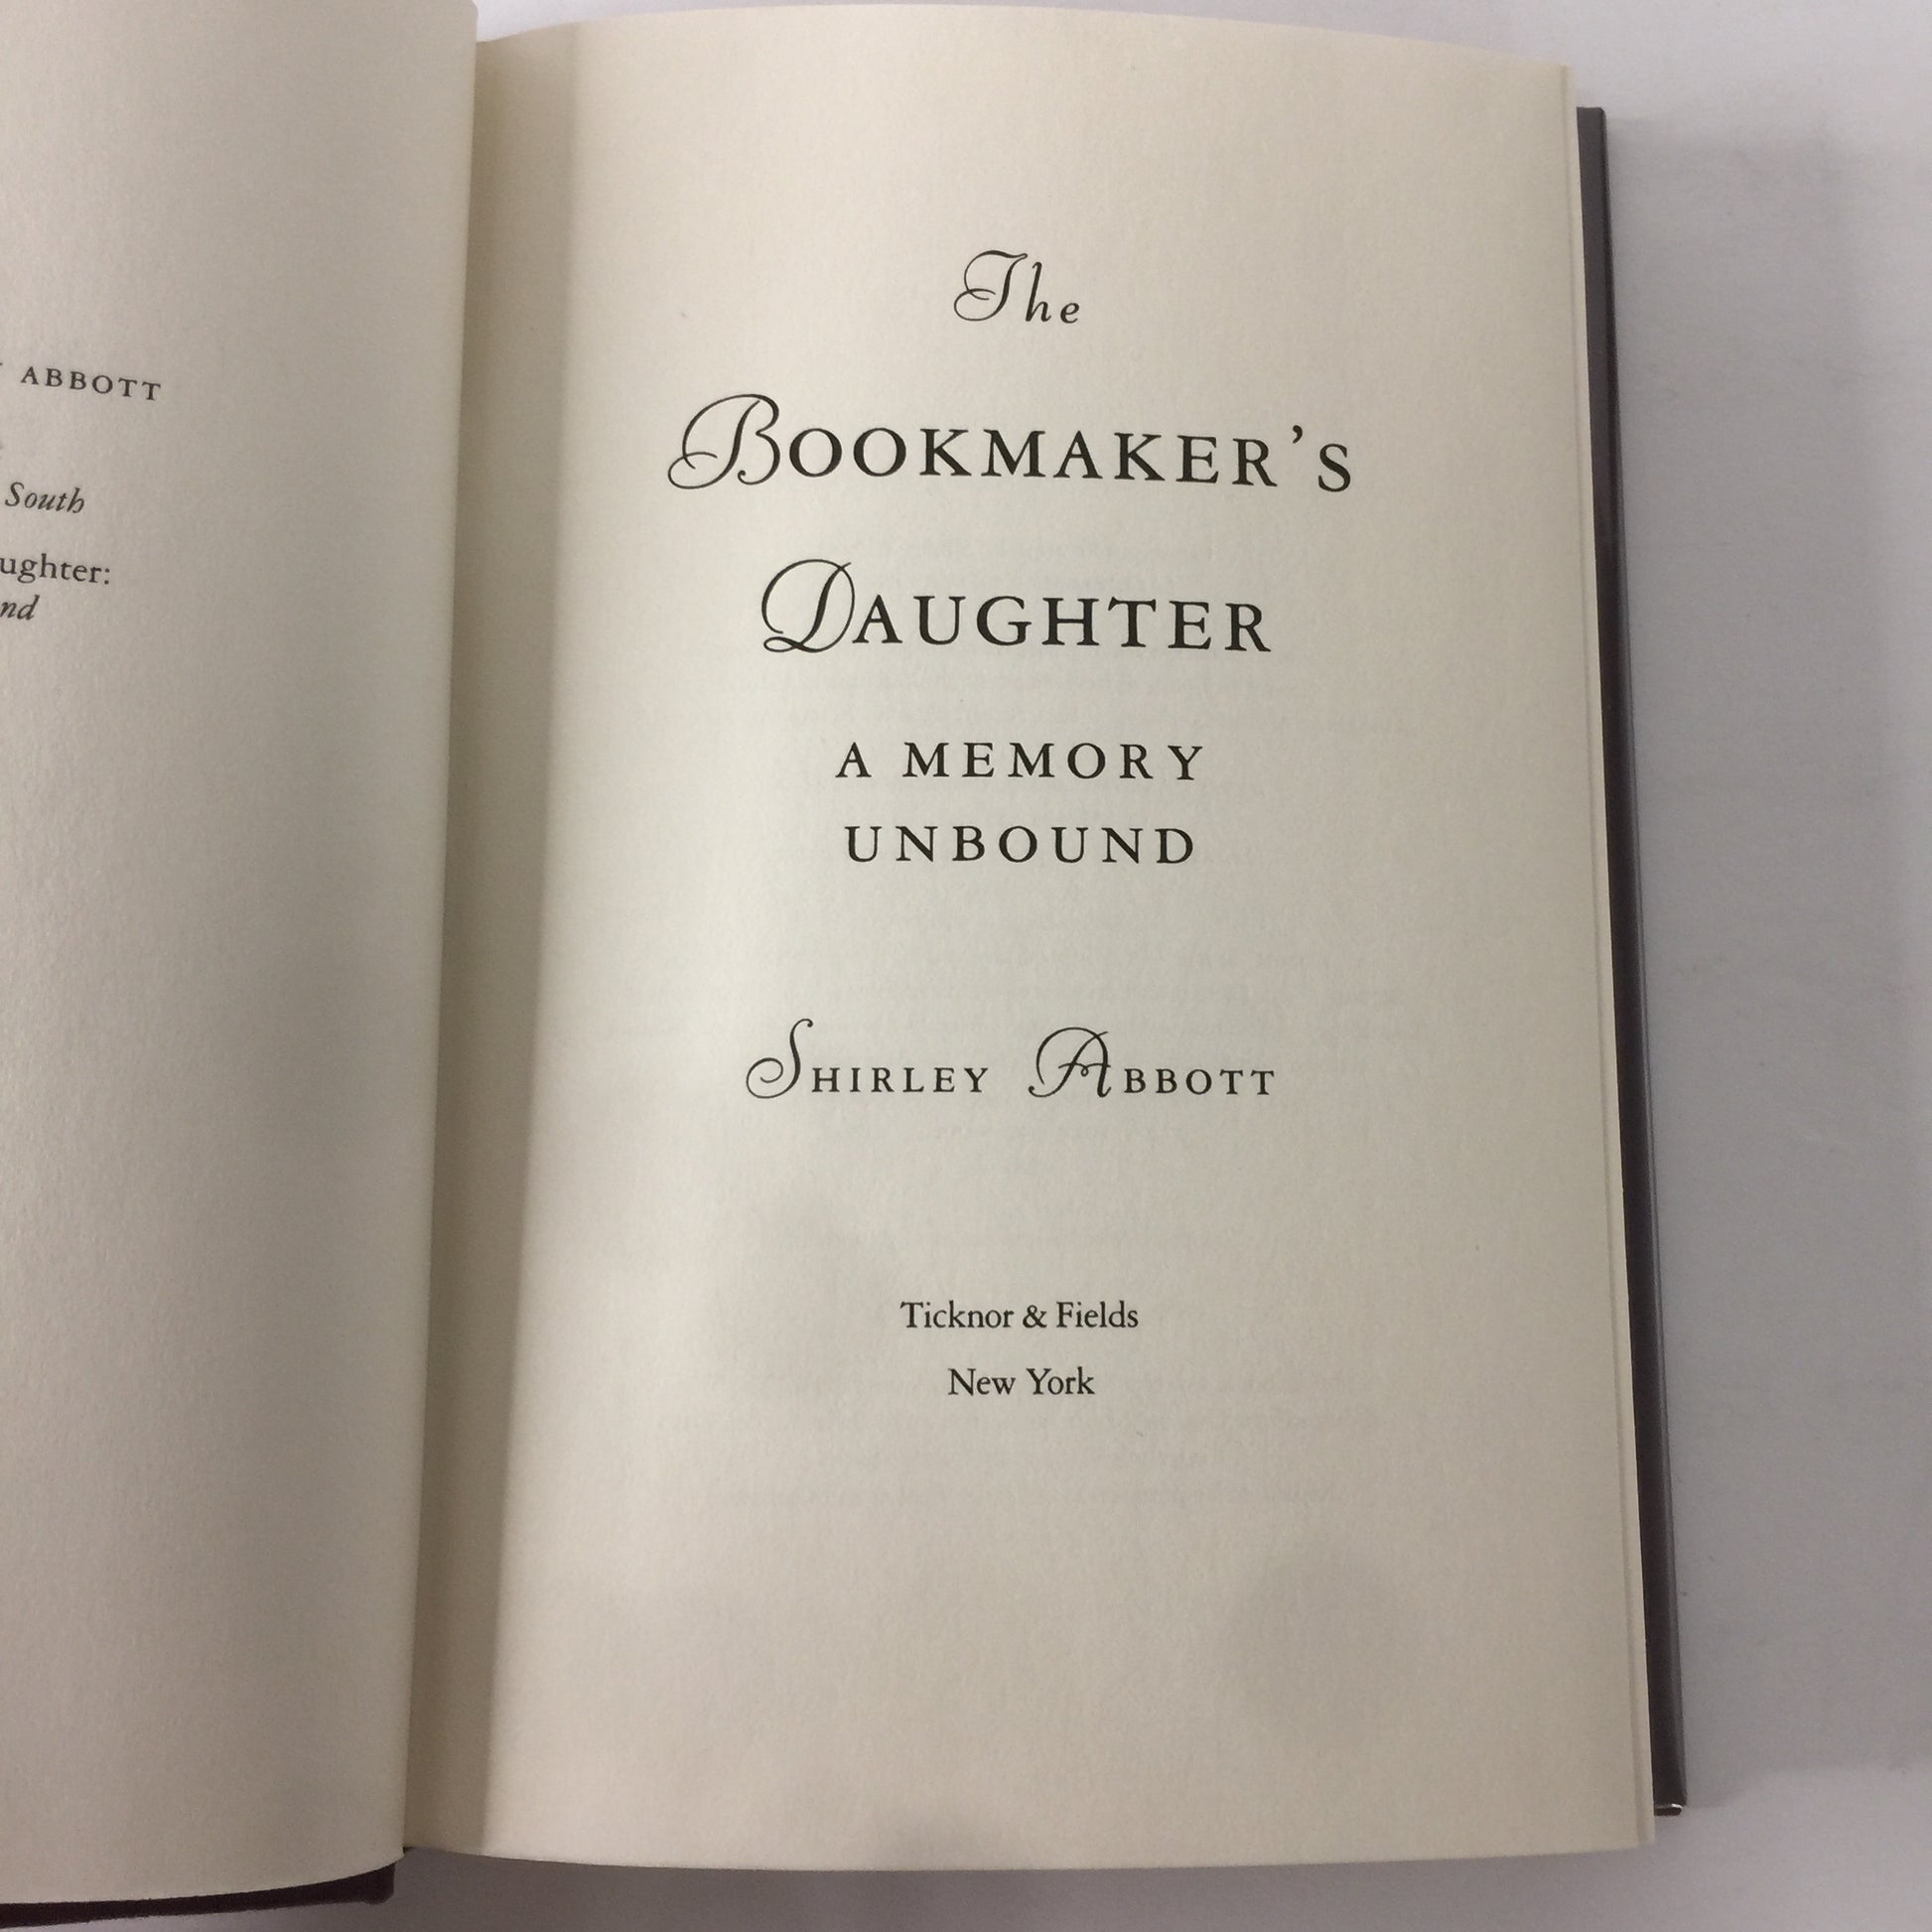 ABBOTT
South
ughter:
nd
The
BOOKMAKER'S
DAUGHTER
A MEMORY
UNBOUND
SHIRLEY ABBOTT
Ticknor & Fields
New York